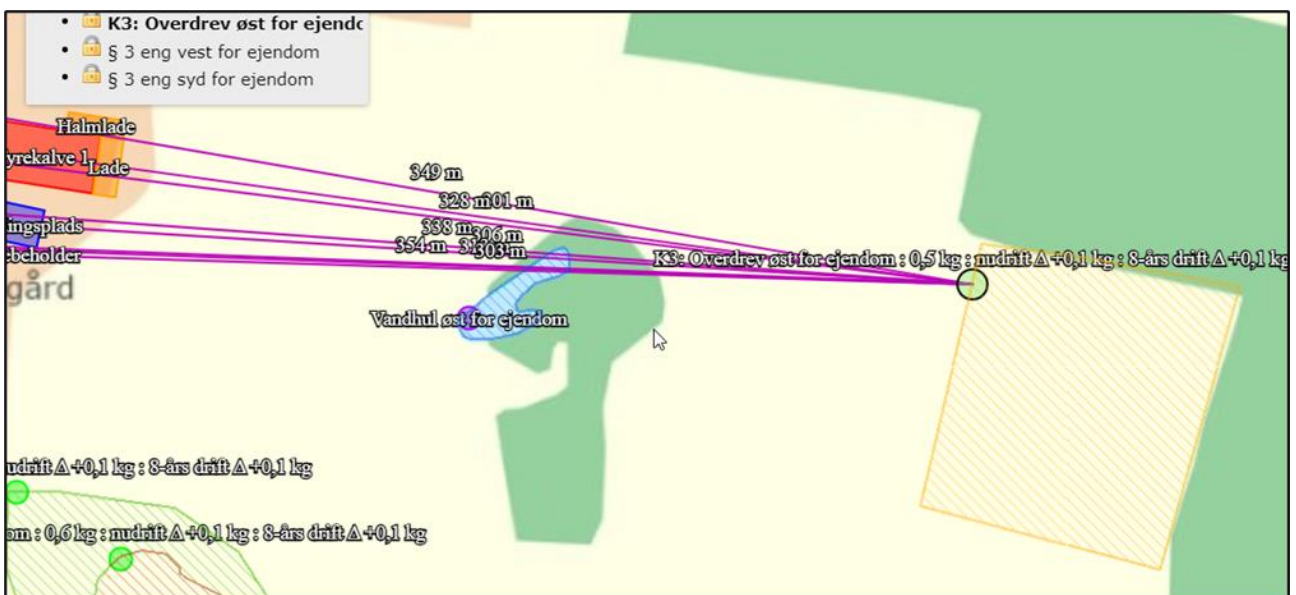 K3: Overdrev øst for ejendo
§ 3 eng vest for ejendom
§ 3 eng syd for ejendom
Halmlade
yrekalve 1
Lade
349 m
328 m
301 m
ingsplads
338 m
306 m
354 m
303 m
ebeholder
K3: Overdrev øst for ejendom : 0,5 kg : nudrift Δ +0,1 kg : 8-års drift Δ +0,1 kg
gård
Vandhul øst for ejendom
udrift Δ +0,1 kg : 8-års drift Δ +0,1 kg
om : 0,6 kg : nudrift Δ +0,1 kg : 8-års drift Δ +0,1 kg